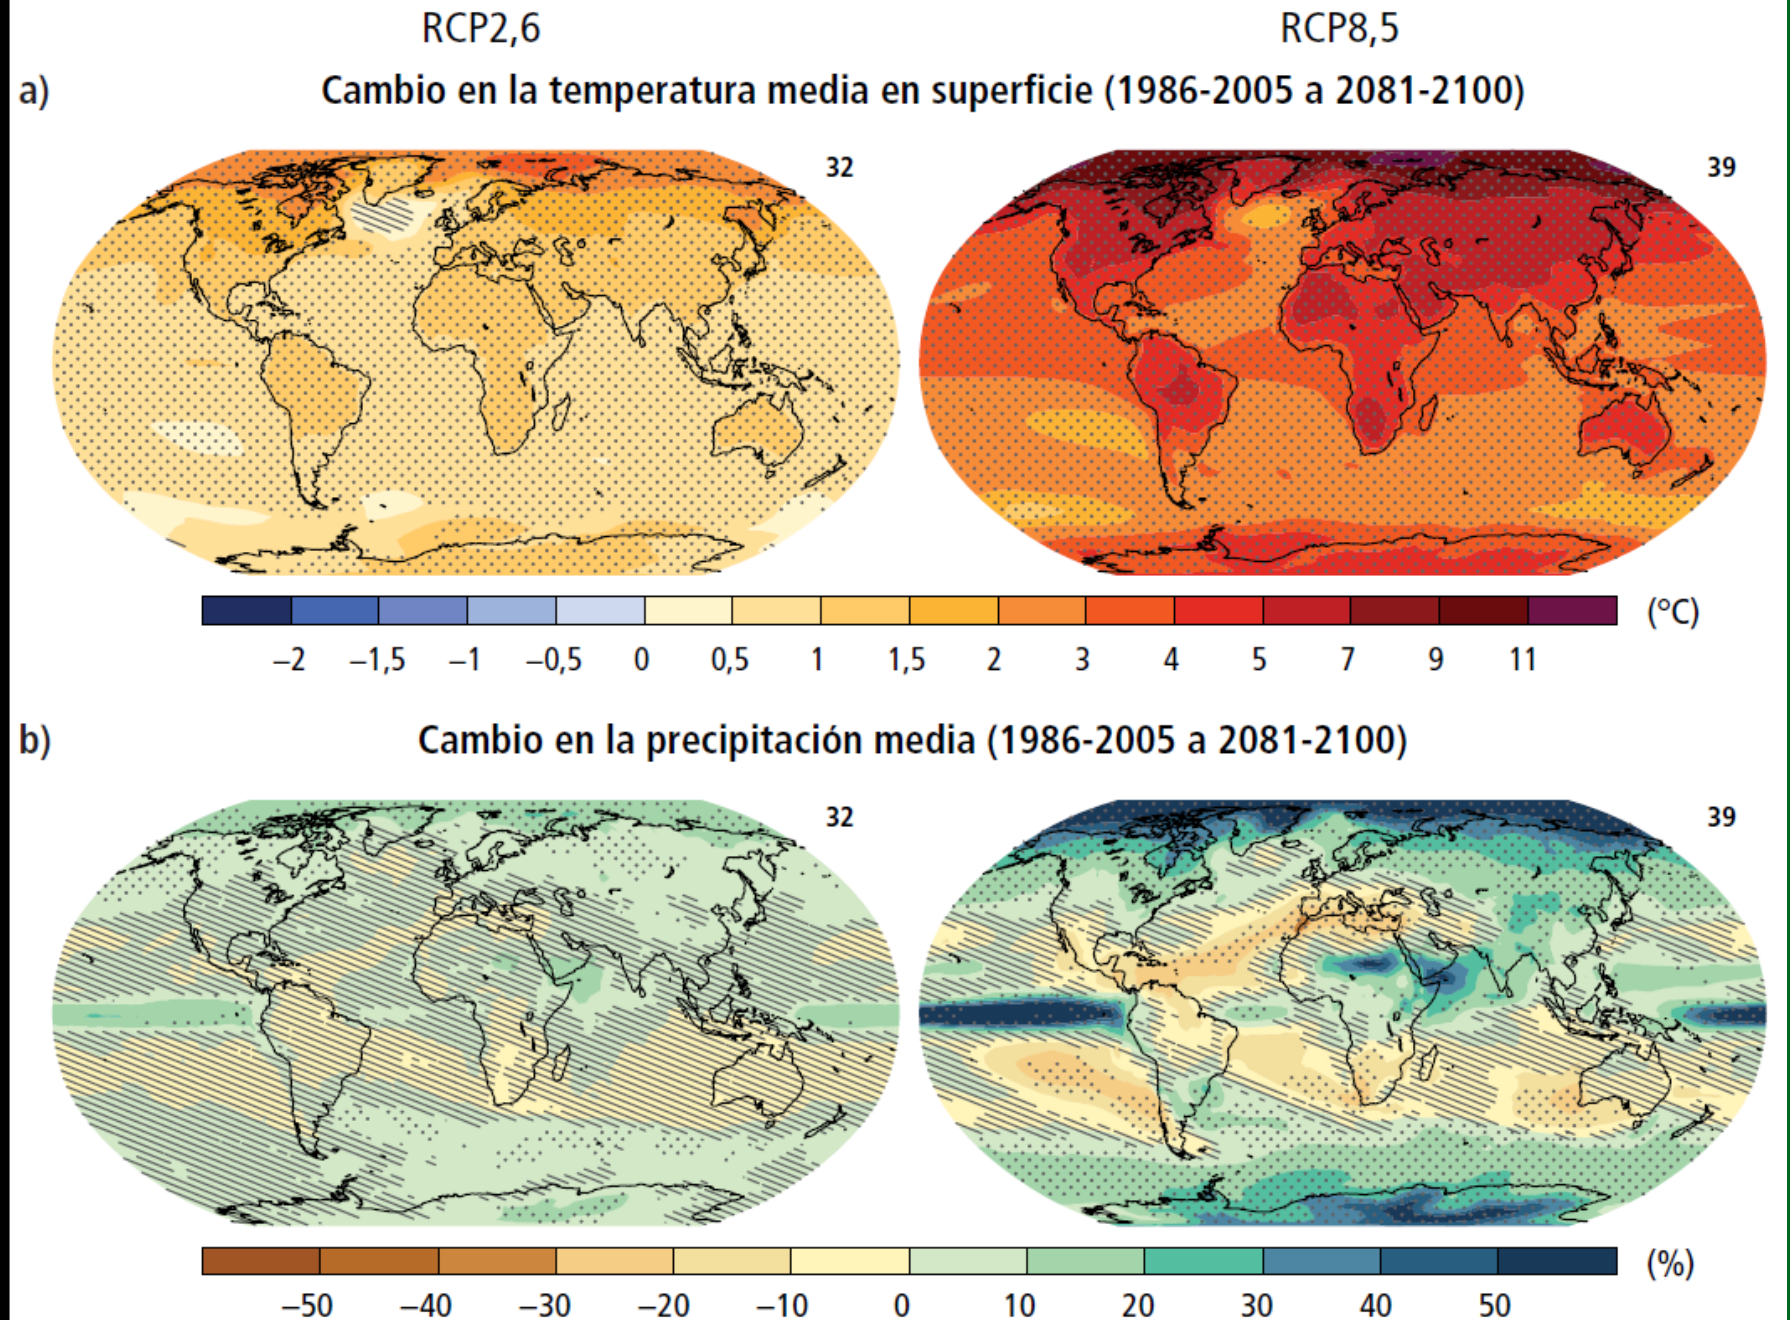 RCP2,6 RCP8,5
a) Cambio en la temperatura media en superficie (1986-2005 a 2081-2100)
32 39
(°C)
−2 −1,5 −1 −0,5 0 0,5 1 1,5 2 3 4 5 7 9 11
b) Cambio en la precipitación media (1986-2005 a 2081-2100)
32 39
(%)
−50 −40 −30 −20 −10 0 10 20 30 40 50